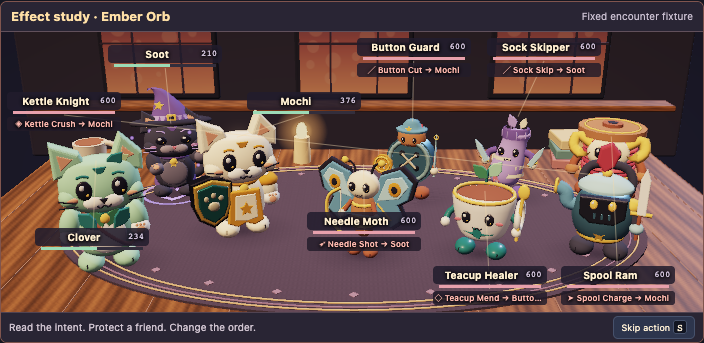 Effect study · Ember Orb
Fixed encounter fixture
Soot 210
Button Guard 600
Button Cut → Mochi
Sock Skipper 600
Sock Skip → Soot
Kettle Knight 600
Kettle Crush → Mochi
Mochi 376
Needle Moth 600
Needle Shot → Soot
Clover 234
Teacup Healer 600
Teacup Mend → Butto...
Spool Ram 600
Spool Charge → Mochi
Read the intent. Protect a friend. Change the order.
Skip action S